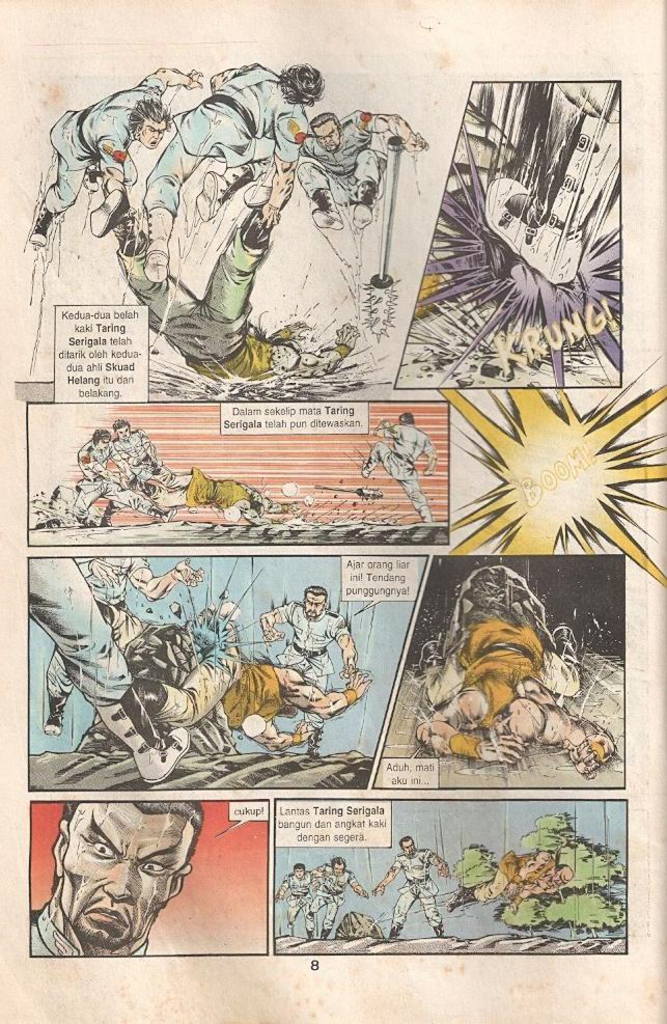 Kedua-dua belah
kaki Taring
Serigala telah
ditarik oleh kedua-
dua ahli Skuad
Helang itu dari
belakang.
KRUNG!
Dalam sekelip mata Taring
Serigala telah pun ditewaskan.
BOOM!
Ajar orang liar
ini! Tendang
punggungnya!
Aduh, mati
aku ini...
cukup!
Lantas Taring Serigala
bangun dan angkat kaki
dengan segera.
8